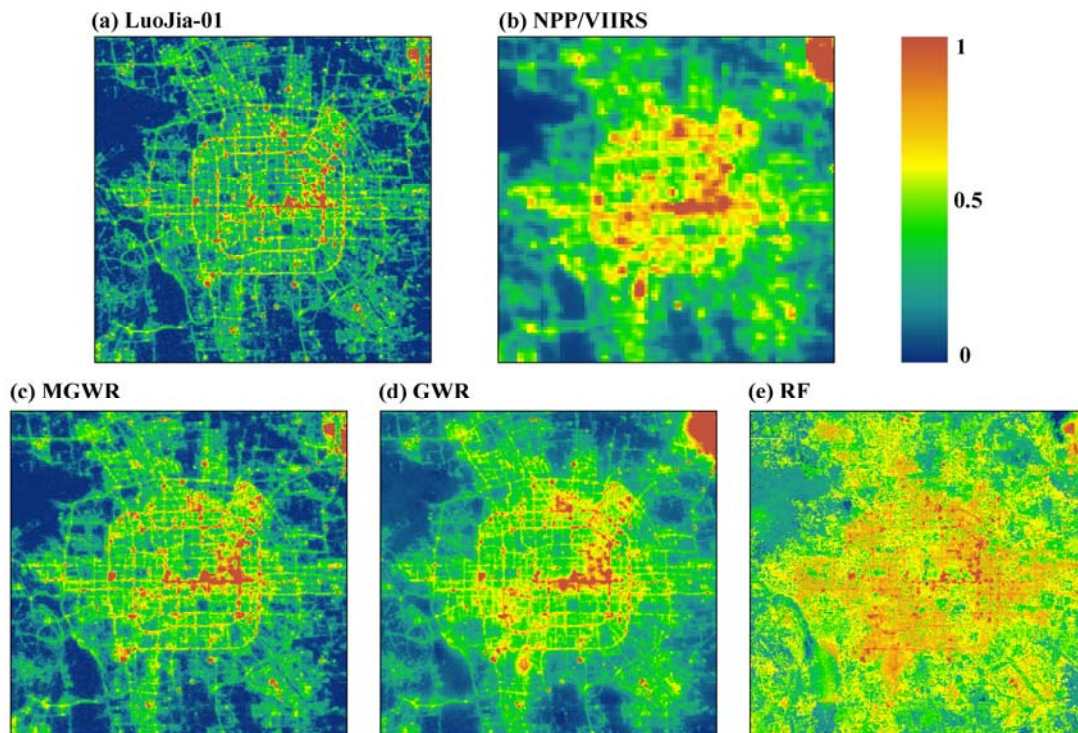 (a) LuoJia-01
(b) NPP/VIIRS
1
0.5
0
(c) MGWR
(d) GWR
(e) RF